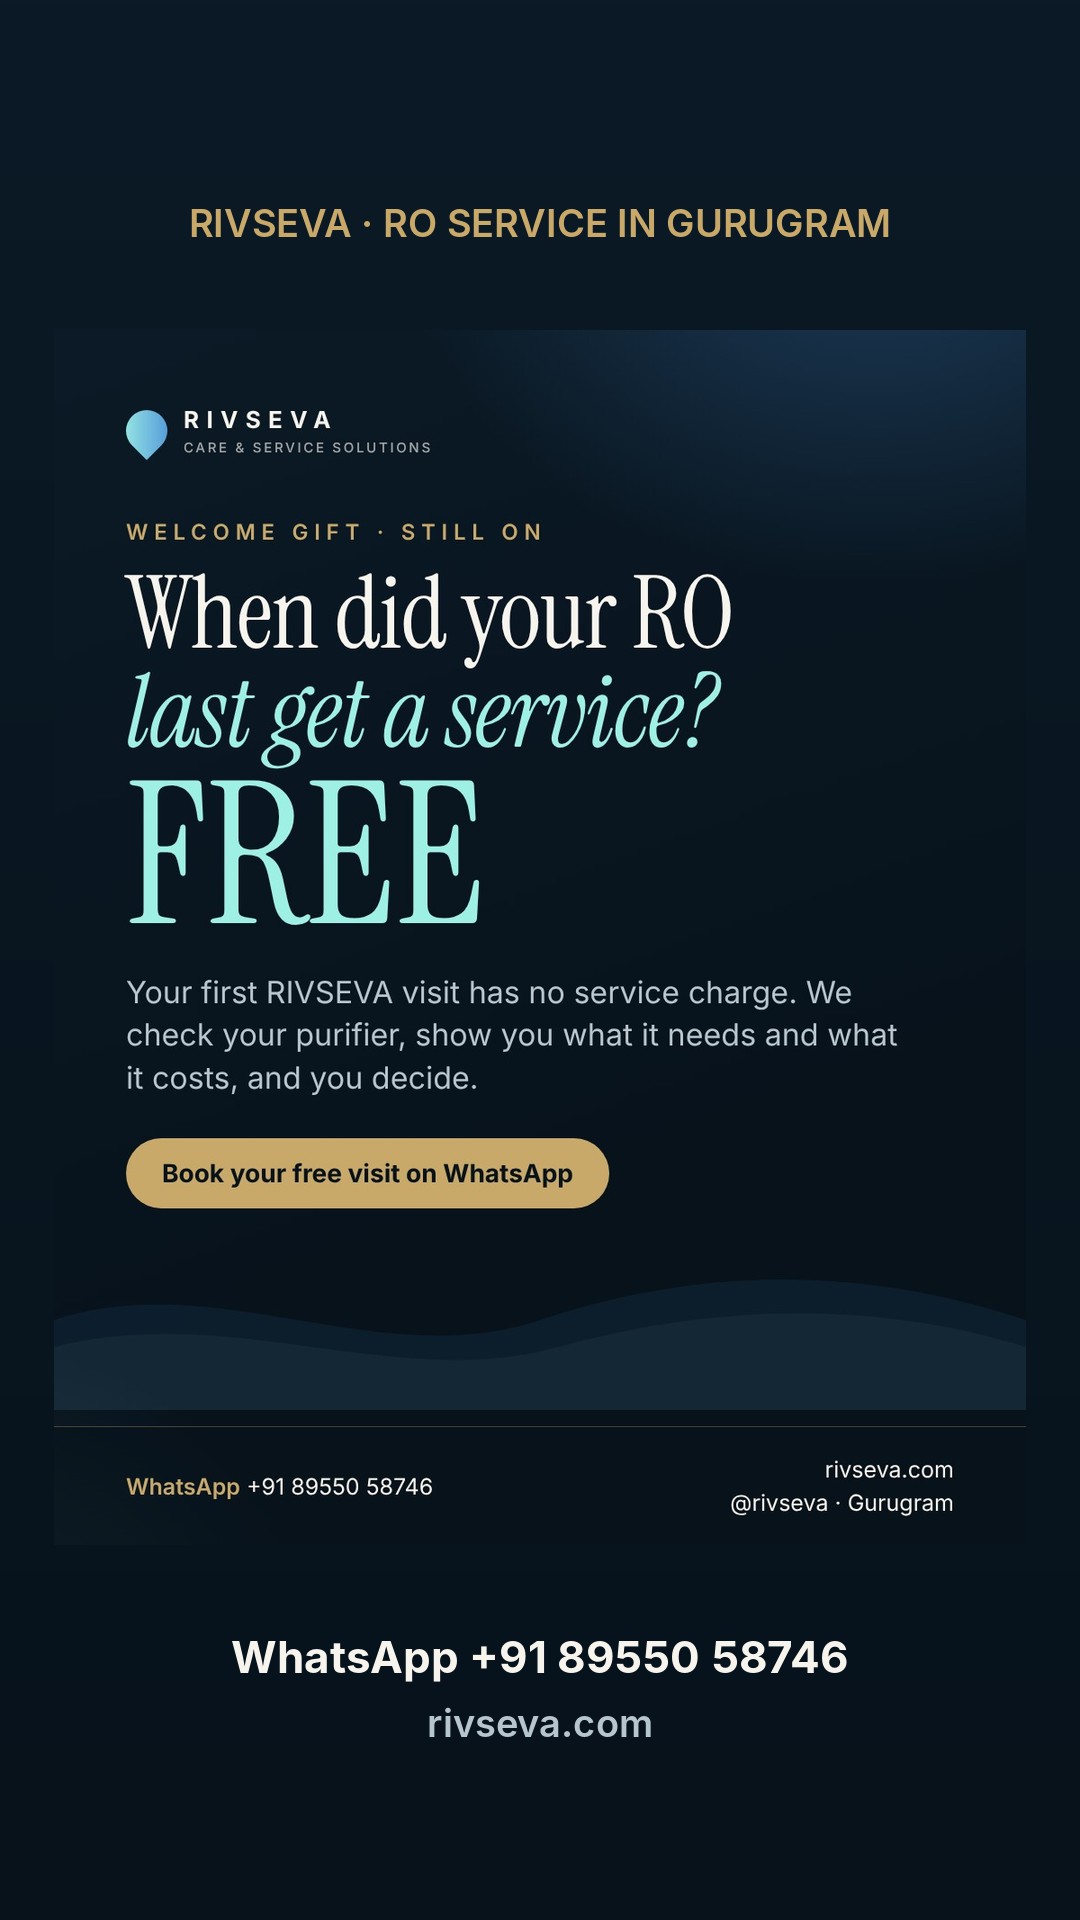 RIVSEVA · RO SERVICE IN GURUGRAM
RIVSEVA
CARE & SERVICE SOLUTIONS
WELCOME GIFT · STILL ON
When did your RO
last get a service?
FREE
Your first RIVSEVA visit has no service charge. We
check your purifier, show you what it needs and what
it costs, and you decide.
Book your free visit on WhatsApp
WhatsApp +91 89550 58746
rivseva.com
@rivseva · Gurugram
WhatsApp +91 89550 58746
rivseva.com